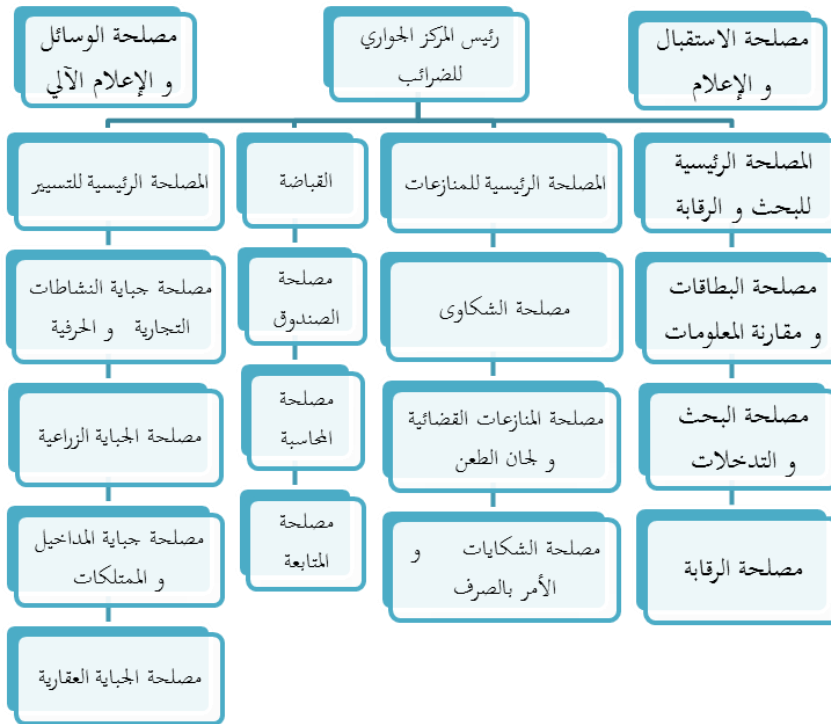 مصلحة الاستقبال
و الإعلام
رئيس المركز الجواري
للضرائب
مصلحة الوسائل
و الإعلام الآلي
المصلحة الرئيسية
للبحث و الرقابة
المصلحة الرئيسية للمنازعات
القباضة
المصلحة الرئيسية للتسيير
مصلحة البطاقات
و مقارنة المعلومات
مصلحة الشكاوى
مصلحة
الصندوق
مصلحة جباية النشاطات
التجارية و الحرفية
مصلحة البحث
و التدخلات
مصلحة المنازعات القضائية
و لجان الطعن
مصلحة
المحاسبة
مصلحة الجباية الزراعية
مصلحة الرقابة
مصلحة الشكايات و
الأمر بالصرف
مصلحة
المتابعة
مصلحة جباية المداخيل
و الممتلكات
مصلحة الجباية العقارية